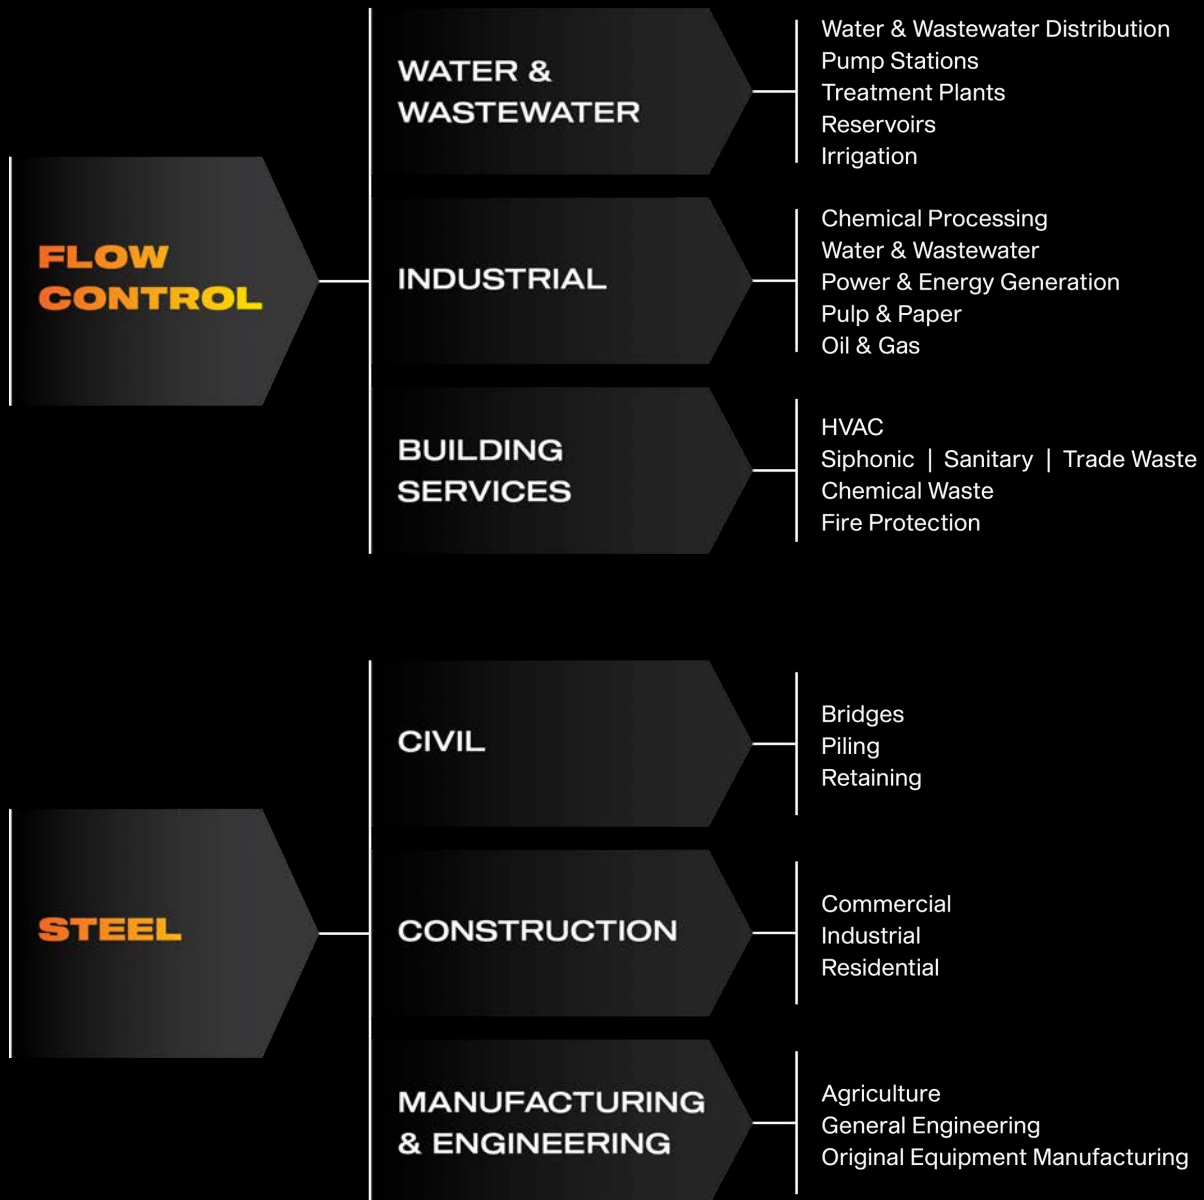 FLOW
CONTROL
WATER &
WASTEWATER
Water & Wastewater Distribution
Pump Stations
Treatment Plants
Reservoirs
Irrigation
INDUSTRIAL
Chemical Processing
Water & Wastewater
Power & Energy Generation
Pulp & Paper
Oil & Gas
BUILDING
SERVICES
HVAC
Siphonic | Sanitary | Trade Waste
Chemical Waste
Fire Protection
STEEL
CIVIL
Bridges
Piling
Retaining
CONSTRUCTION
Commercial
Industrial
Residential
MANUFACTURING
& ENGINEERING
Agriculture
General Engineering
Original Equipment Manufacturing